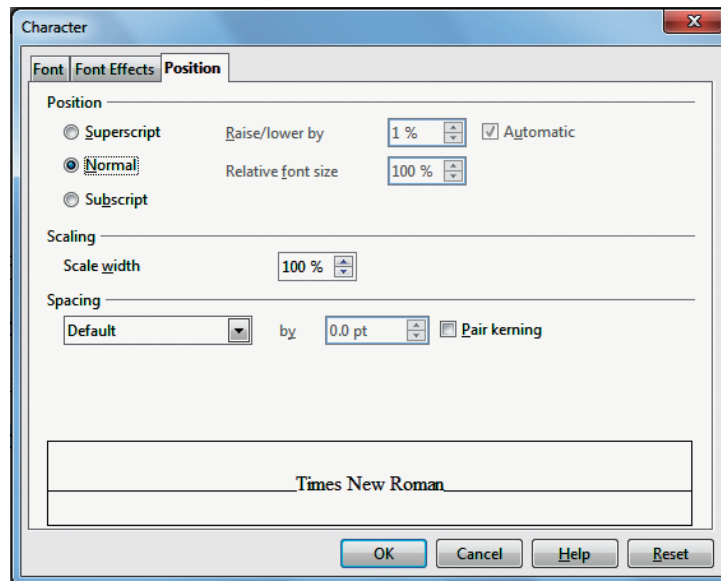 Character
Font Font Effects Position
Position
Superscript Raise/lower by 1 % Automatic
Normal Relative font size 100 %
Subscript
Scaling
Scale width 100 %
Spacing
Default by 0.0 pt Pair kerning
Times New Roman
OK Cancel Help Reset